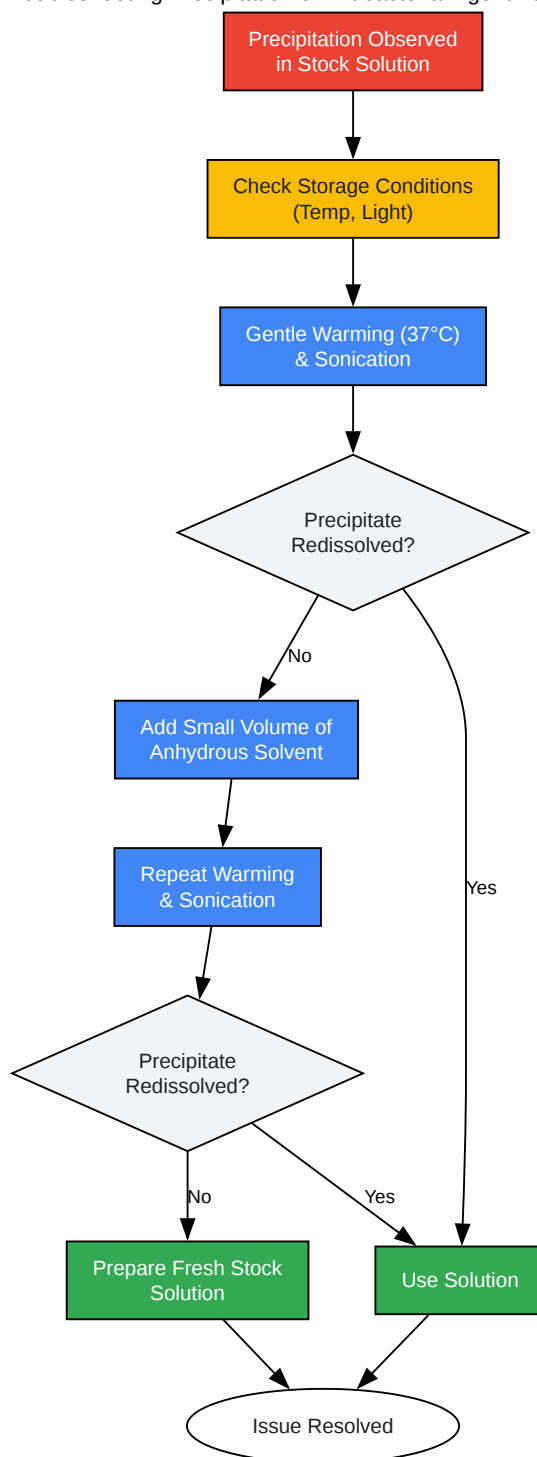 Precipitation Observed
in Stock Solution
Check Storage Conditions
(Temp, Light)
Gentle Warming (37°C)
& Sonication
Precipitate
Redissolved?
No
Add Small Volume of
Anhydrous Solvent
Repeat Warming
& Sonication
Yes
Precipitate
Redissolved?
No
Yes
Prepare Fresh Stock
Solution
Use Solution
Issue Resolved